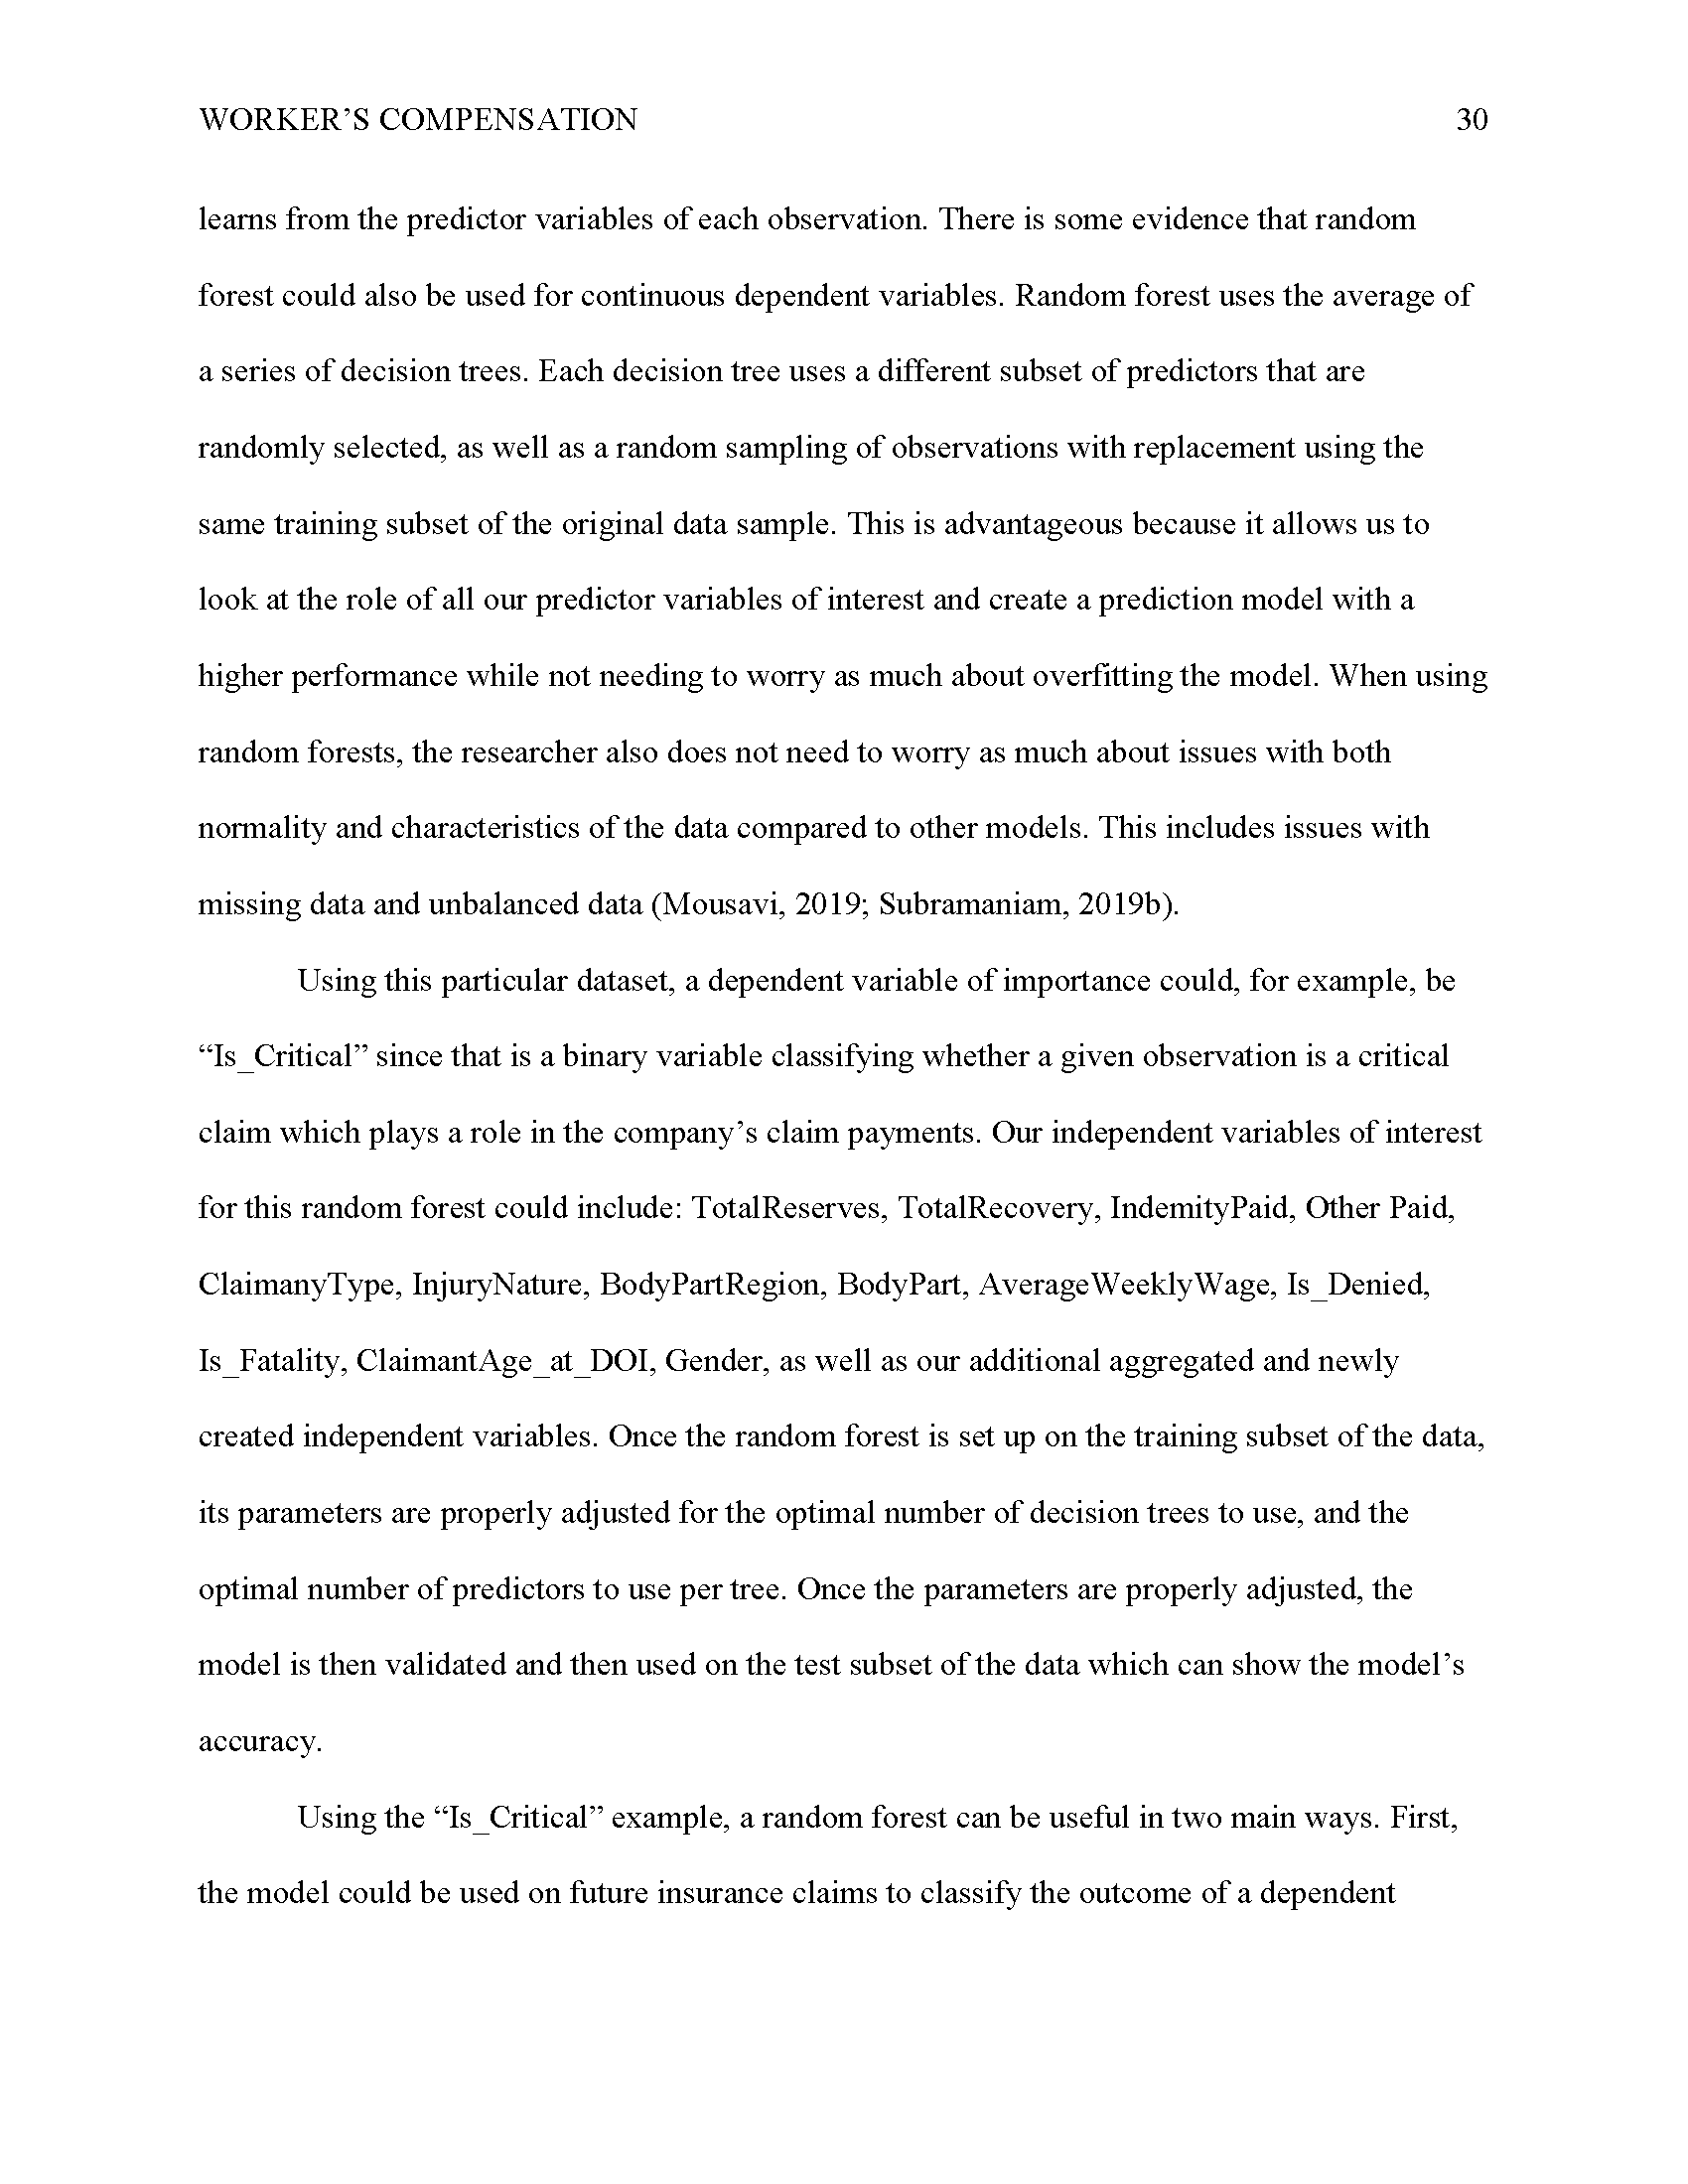 WORKER’S COMPENSATION 30
learns from the predictor variables of each observation. There is some evidence that random
forest could also be used for continuous dependent variables. Random forest uses the average of
a series of decision trees. Each decision tree uses a different subset of predictors that are
randomly selected, as well as a random sampling of observations with replacement using the
same training subset of the original data sample. This is advantageous because it allows us to
look at the role of all our predictor variables of interest and create a prediction model with a
higher performance while not needing to worry as much about overfitting the model. When using
random forests, the researcher also does not need to worry as much about issues with both
normality and characteristics of the data compared to other models. This includes issues with
missing data and unbalanced data (Mousavi, 2019; Subramaniam, 2019b).
Using this particular dataset, a dependent variable of importance could, for example, be
“Is_Critical” since that is a binary variable classifying whether a given observation is a critical
claim which plays a role in the company’s claim payments. Our independent variables of interest
for this random forest could include: TotalReserves, TotalRecovery, IndemityPaid, Other Paid,
ClaimanyType, InjuryNature, BodyPartRegion, BodyPart, AverageWeeklyWage, Is_Denied,
Is_Fatality, ClaimantAge_at_DOI, Gender, as well as our additional aggregated and newly
created independent variables. Once the random forest is set up on the training subset of the data,
its parameters are properly adjusted for the optimal number of decision trees to use, and the
optimal number of predictors to use per tree. Once the parameters are properly adjusted, the
model is then validated and then used on the test subset of the data which can show the model’s
accuracy.
Using the “Is_Critical” example, a random forest can be useful in two main ways. First,
the model could be used on future insurance claims to classify the outcome of a dependent